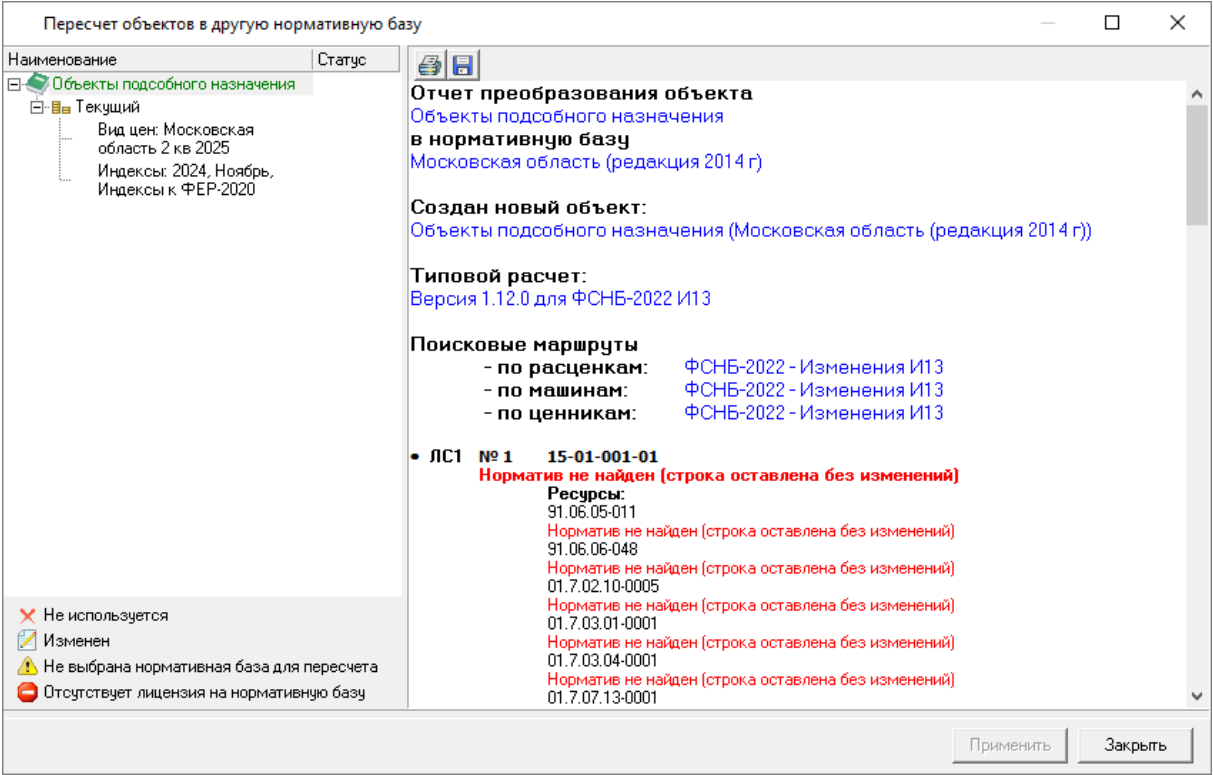 Пересчет объектов в другую нормативную базу
Наименование Статус
Объекты подсобного назначения
Текущий
Вид цен: Московская
область 2 кв 2025
Индексы: 2024, Ноябрь,
Индексы к ФЕР-2020
Не используется
Изменен
Не выбрана нормативная база для пересчета
Отсутствует лицензия на нормативную базу
Отчет преобразования объекта
Объекты подсобного назначения
в нормативную базу
Московская область (редакция 2014 г)
Создан новый объект:
Объекты подсобного назначения (Московская область (редакция 2014 г))
Типовой расчет:
Версия 1.12.0 для ФСНБ-2022 И13
Поисковые маршруты
- по расценкам: ФСНБ-2022 - Изменения И13
- по машинам: ФСНБ-2022 - Изменения И13
- по ценникам: ФСНБ-2022 - Изменения И13
• ЛС1 № 1 15-01-001-01
Норматив не найден (строка оставлена без изменений)
Ресурсы:
91.06.05-011
Норматив не найден (строка оставлена без изменений)
91.06.06-048
Норматив не найден (строка оставлена без изменений)
01.7.02.10-0005
Норматив не найден (строка оставлена без изменений)
01.7.03.01-0001
Норматив не найден (строка оставлена без изменений)
01.7.03.04-0001
Норматив не найден (строка оставлена без изменений)
01.7.07.13-0001
Применить Закрыть